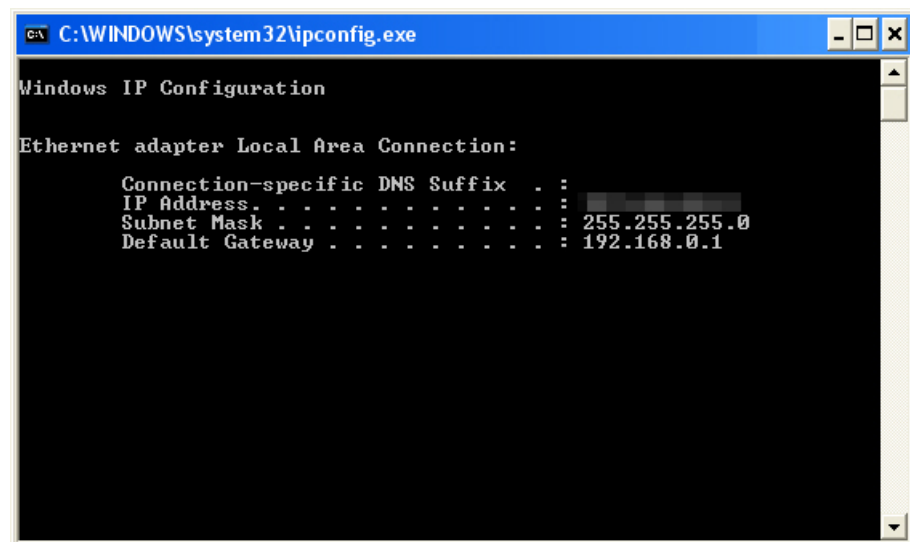 C:\WINDOWS\system32\ipconfig.exe
Windows IP Configuration
Ethernet adapter Local Area Connection:
Connection-specific DNS Suffix . :
IP Address. . . . . . . . . . . . :
Subnet Mask . . . . . . . . . . . : 255.255.255.0
Default Gateway . . . . . . . . . : 192.168.0.1